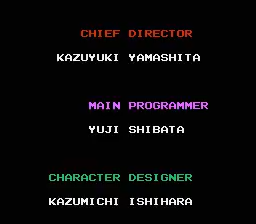 CHIEF DIRECTOR
KAZUYUKI YAMASHITA
MAIN PROGRAMMER
YUJI SHIBATA
CHARACTER DESIGNER
KAZUMICHI ISHIHARA